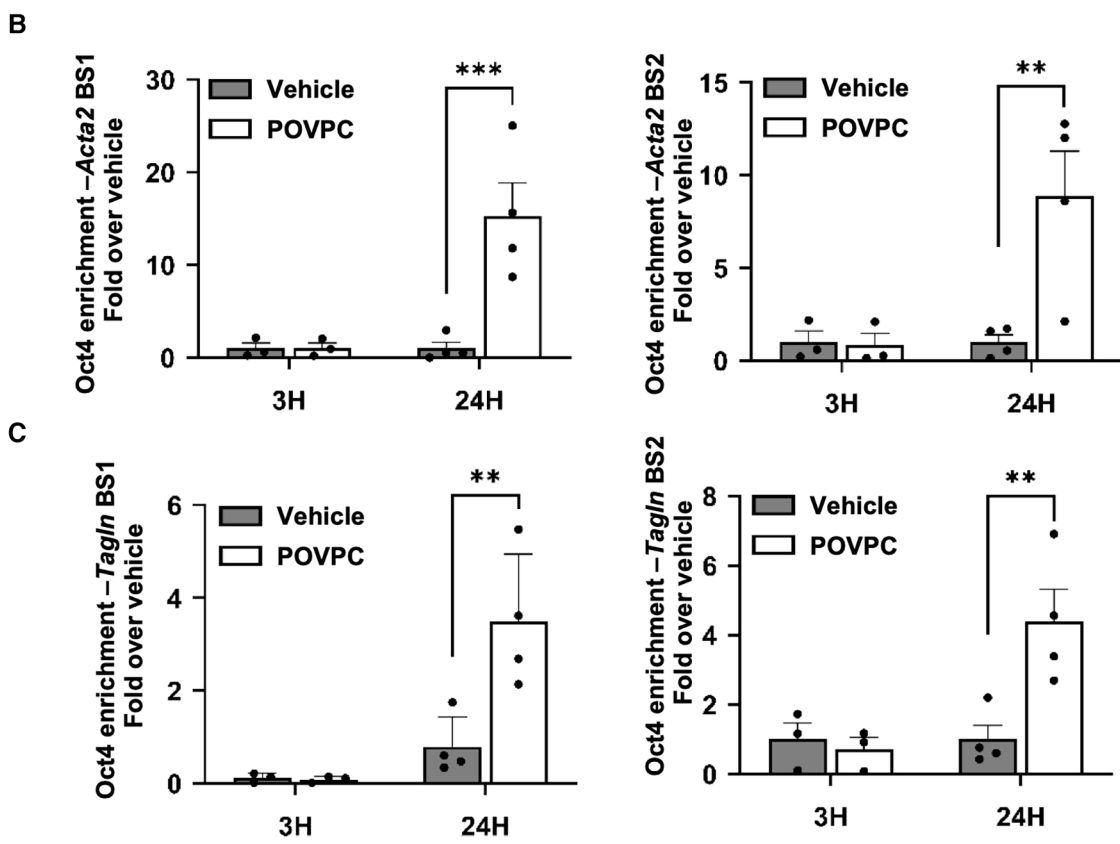 B
Oct4 enrichment –Acta2 BS1
Fold over vehicle
30
20
10
0
Vehicle
POVPC
***
3H
24H
Oct4 enrichment –Acta2 BS2
Fold over vehicle
15
10
5
0
Vehicle
POVPC
**
3H
24H
C
Oct4 enrichment –Tagln BS1
Fold over vehicle
6
4
2
0
Vehicle
POVPC
**
3H
24H
Oct4 enrichment –Tagln BS2
Fold over vehicle
8
6
4
2
0
Vehicle
POVPC
**
3H
24H